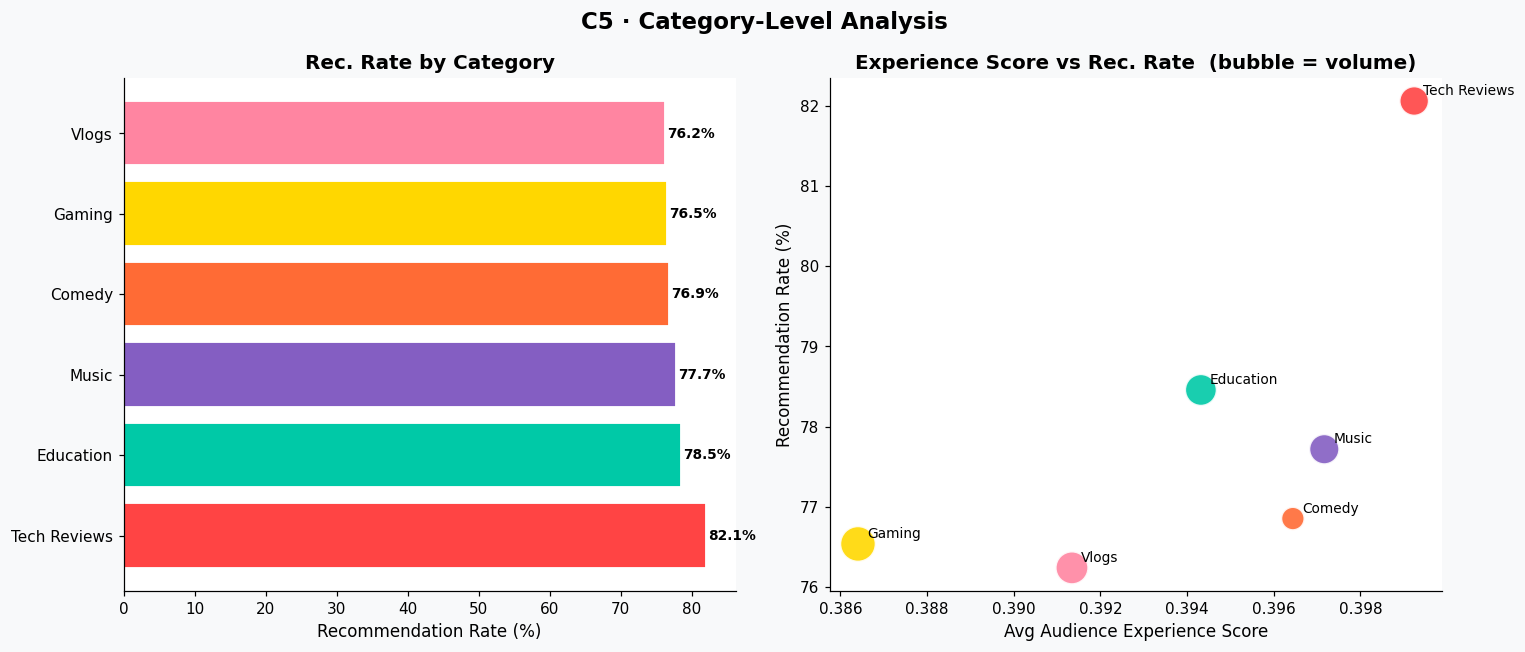 C5 · Category-Level Analysis
Rec. Rate by Category
Vlogs
76.2%
Gaming
76.5%
Comedy
76.9%
Music
77.7%
Education
78.5%
Tech Reviews
82.1%
0 10 20 30 40 50 60 70 80
Recommendation Rate (%)
Experience Score vs Rec. Rate  (bubble = volume)
Recommendation Rate (%)
82
81
80
79
78
77
76
Tech Reviews
Education
Music
Comedy
Gaming
Vlogs
0.386 0.388 0.390 0.392 0.394 0.396 0.398
Avg Audience Experience Score